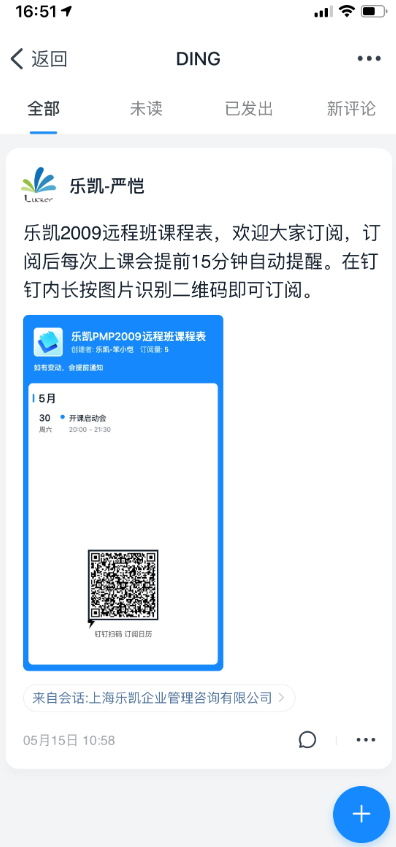 16:51
返回
DING
全部
未读
已发出
新评论
Lucker
乐凯-严恺
乐凯2009远程班课程表，欢迎大家订阅，订
阅后每次上课会提前15分钟自动提醒。在钉
钉内长按图片识别二维码即可订阅。
乐凯PMP2009远程班课程表
创建者: 乐凯-笨小恺 订阅量: 5
如有变动，会提前通知
5月
30
开课启动会
周六
20:00 - 21:30
钉钉扫码 订阅日历
来自会话:上海乐凯企业管理咨询有限公司
05月15日 10:58